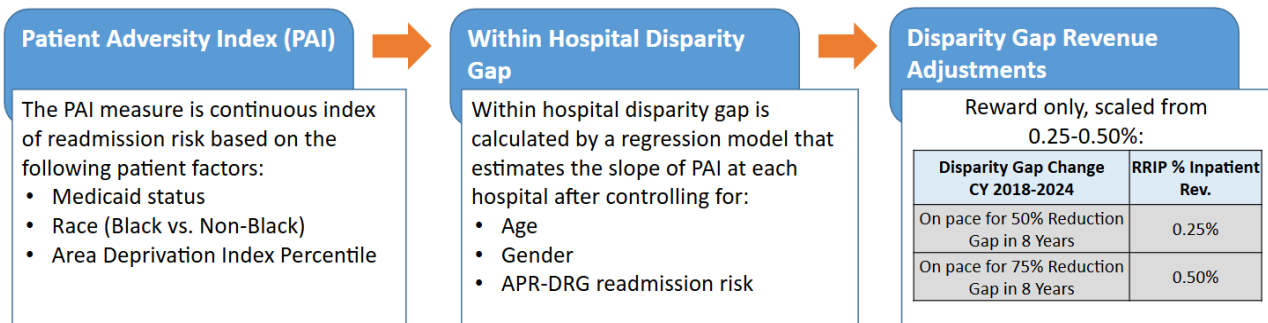 Patient Adversity Index (PAI)
The PAI measure is continuous index
of readmission risk based on the
following patient factors:
• Medicaid status
• Race (Black vs. Non-Black)
• Area Deprivation Index Percentile
Within Hospital Disparity
Gap
Within hospital disparity gap is
calculated by a regression model that
estimates the slope of PAI at each
hospital after controlling for:
• Age
• Gender
• APR-DRG readmission risk
Disparity Gap Revenue
Adjustments
Reward only, scaled from
0.25-0.50%:
Disparity Gap Change RRIP % Inpatient
CY 2018-2024 Rev.
On pace for 50% Reduction
Gap in 8 Years 0.25%
On pace for 75% Reduction
Gap in 8 Years 0.50%